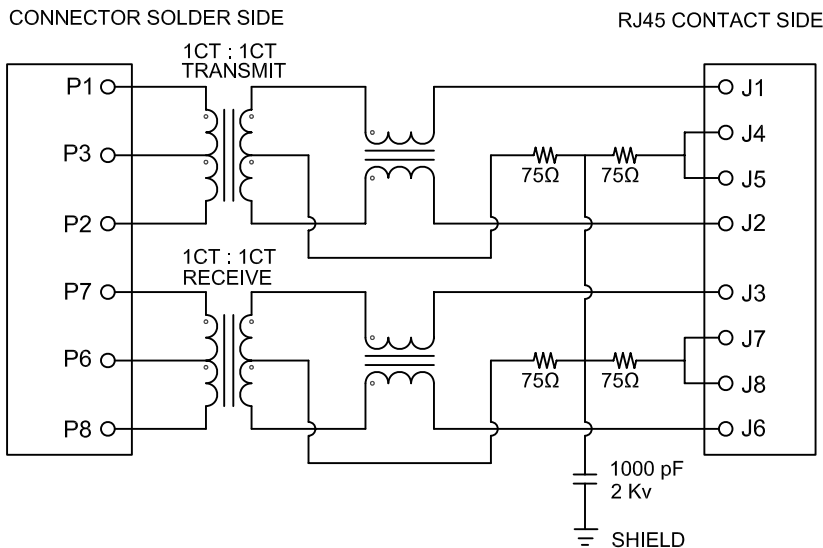 CONNECTOR SOLDER SIDE
RJ45 CONTACT SIDE
1CT : 1CT
TRANSMIT
P1
J1
J4
P3
75Ω
75Ω
J5
P2
J2
1CT : 1CT
RECEIVE
P7
J3
J7
P6
75Ω
75Ω
J8
P8
J6
1000 pF
2 Kv
SHIELD